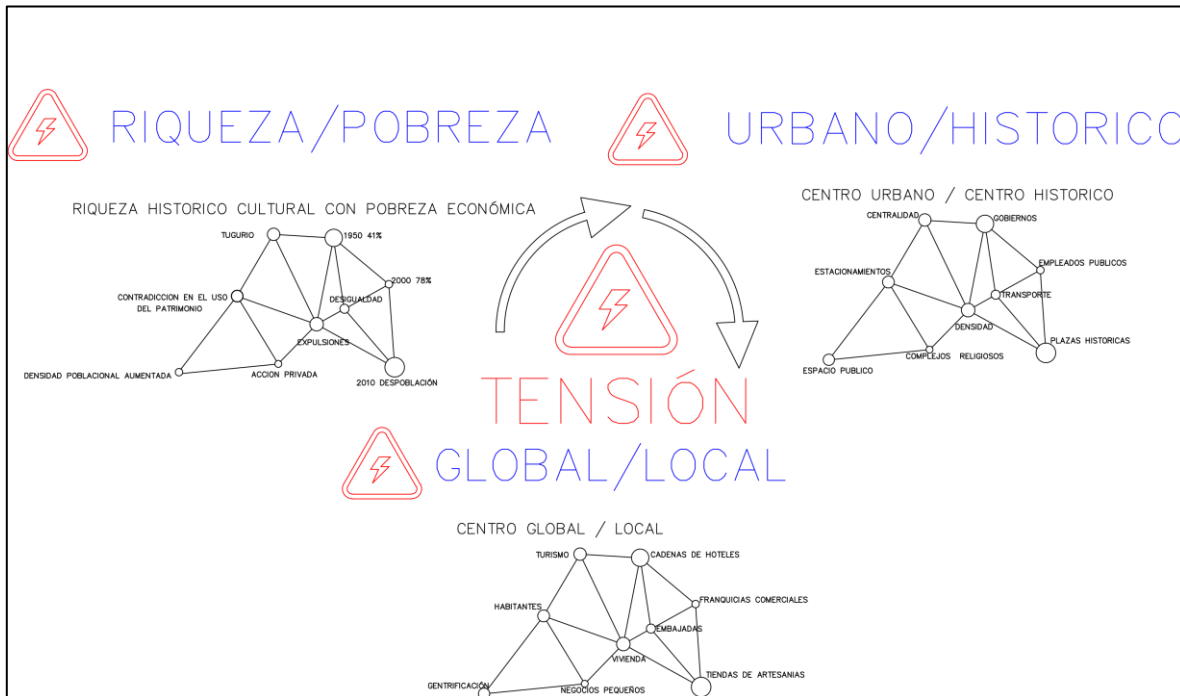 RIQUEZA/POBREZA
URBANO/HISTORICO
RIQUEZA HISTORICO CULTURAL CON POBREZA ECONÓMICA
TUGURIO
1950 41%
2000 78%
CONTRADICCION EN EL USO
DEL PATRIMONIO
DESIGUALDAD
EXPULSIONES
DENSIDAD POBLACIONAL AUMENTADA
ACCION PRIVADA
2010 DESPOBLACIÓN
CENTRO URBANO / CENTRO HISTORICO
CENTRALIDAD
GOBIERNOS
EMPLEADOS PUBLICOS
ESTACIONAMIENTOS
TRANSPORTE
DENSIDAD
PLAZAS HISTORICAS
COMPLEJOS RELIGIOSOS
ESPACIO PUBLICO
TENSIÓN
GLOBAL/LOCAL
CENTRO GLOBAL / LOCAL
TURISMO
CADENAS DE HOTELES
FRANQUICIAS COMERCIALES
HABITANTES
EMBAJADAS
VIVIENDA
TIENDAS DE ARTESANIAS
GENTRIFICACIÓN
NEGOCIOS PEQUEÑOS